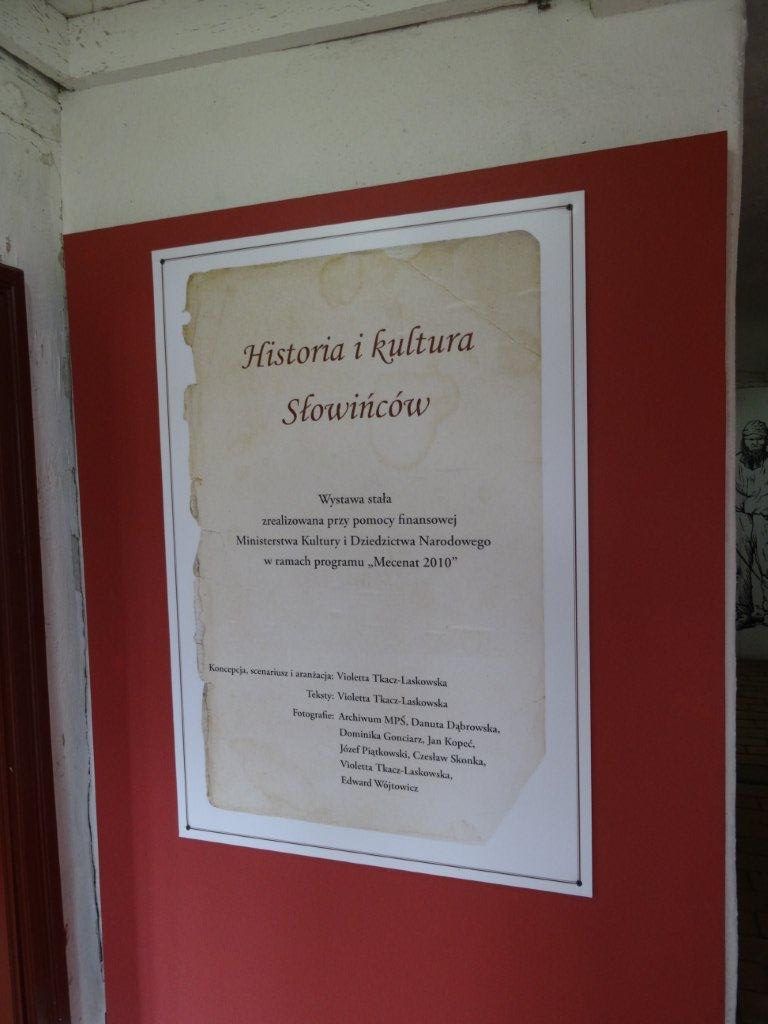 Historia i kultura
Słowińców
Wystawa stała
zrealizowana przy pomocy finansowej
Ministerstwa Kultury i Dziedzictwa Narodowego
w ramach programu „Mecenat 2010”
Koncepcja, scenariusz i aranżacja: Violetta Tkacz-Laskowska
Teksty: Violetta Tkacz-Laskowska
Fotografie: Archiwum MPŚ, Danuta Dąbrowska,
Dominika Gonciarz, Jan Kopeć,
Józef Piątkowski, Czesław Skonka,
Violetta Tkacz-Laskowska,
Edward Wójtowicz